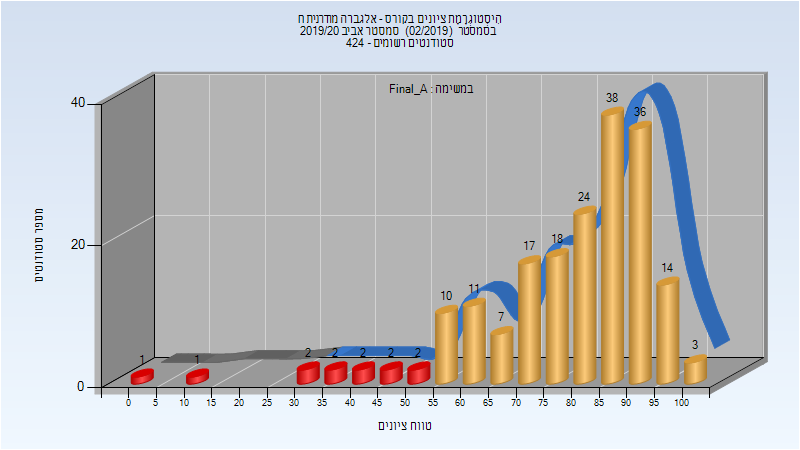 היסטוגרמת ציונים בקורס - אלגברה מודרנית ח
בסמסטר (02/2019) סמסטר אביב 2019/20
סטודנטים רשומים - 424
במשימה : Final_A
מספר סטודנטים
40
20
0
1
1
2
2
2
2
2
10
11
7
17
18
24
38
36
14
3
0 5 10 15 20 25 30 35 40 45 50 55 60 65 70 75 80 85 90 95 100
טווח ציונים